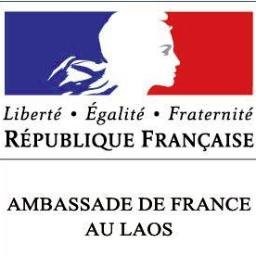 Liberté • Égalité • Fraternité
RÉPUBLIQUE FRANÇAISE
AMBASSADE DE FRANCE
AU LAOS